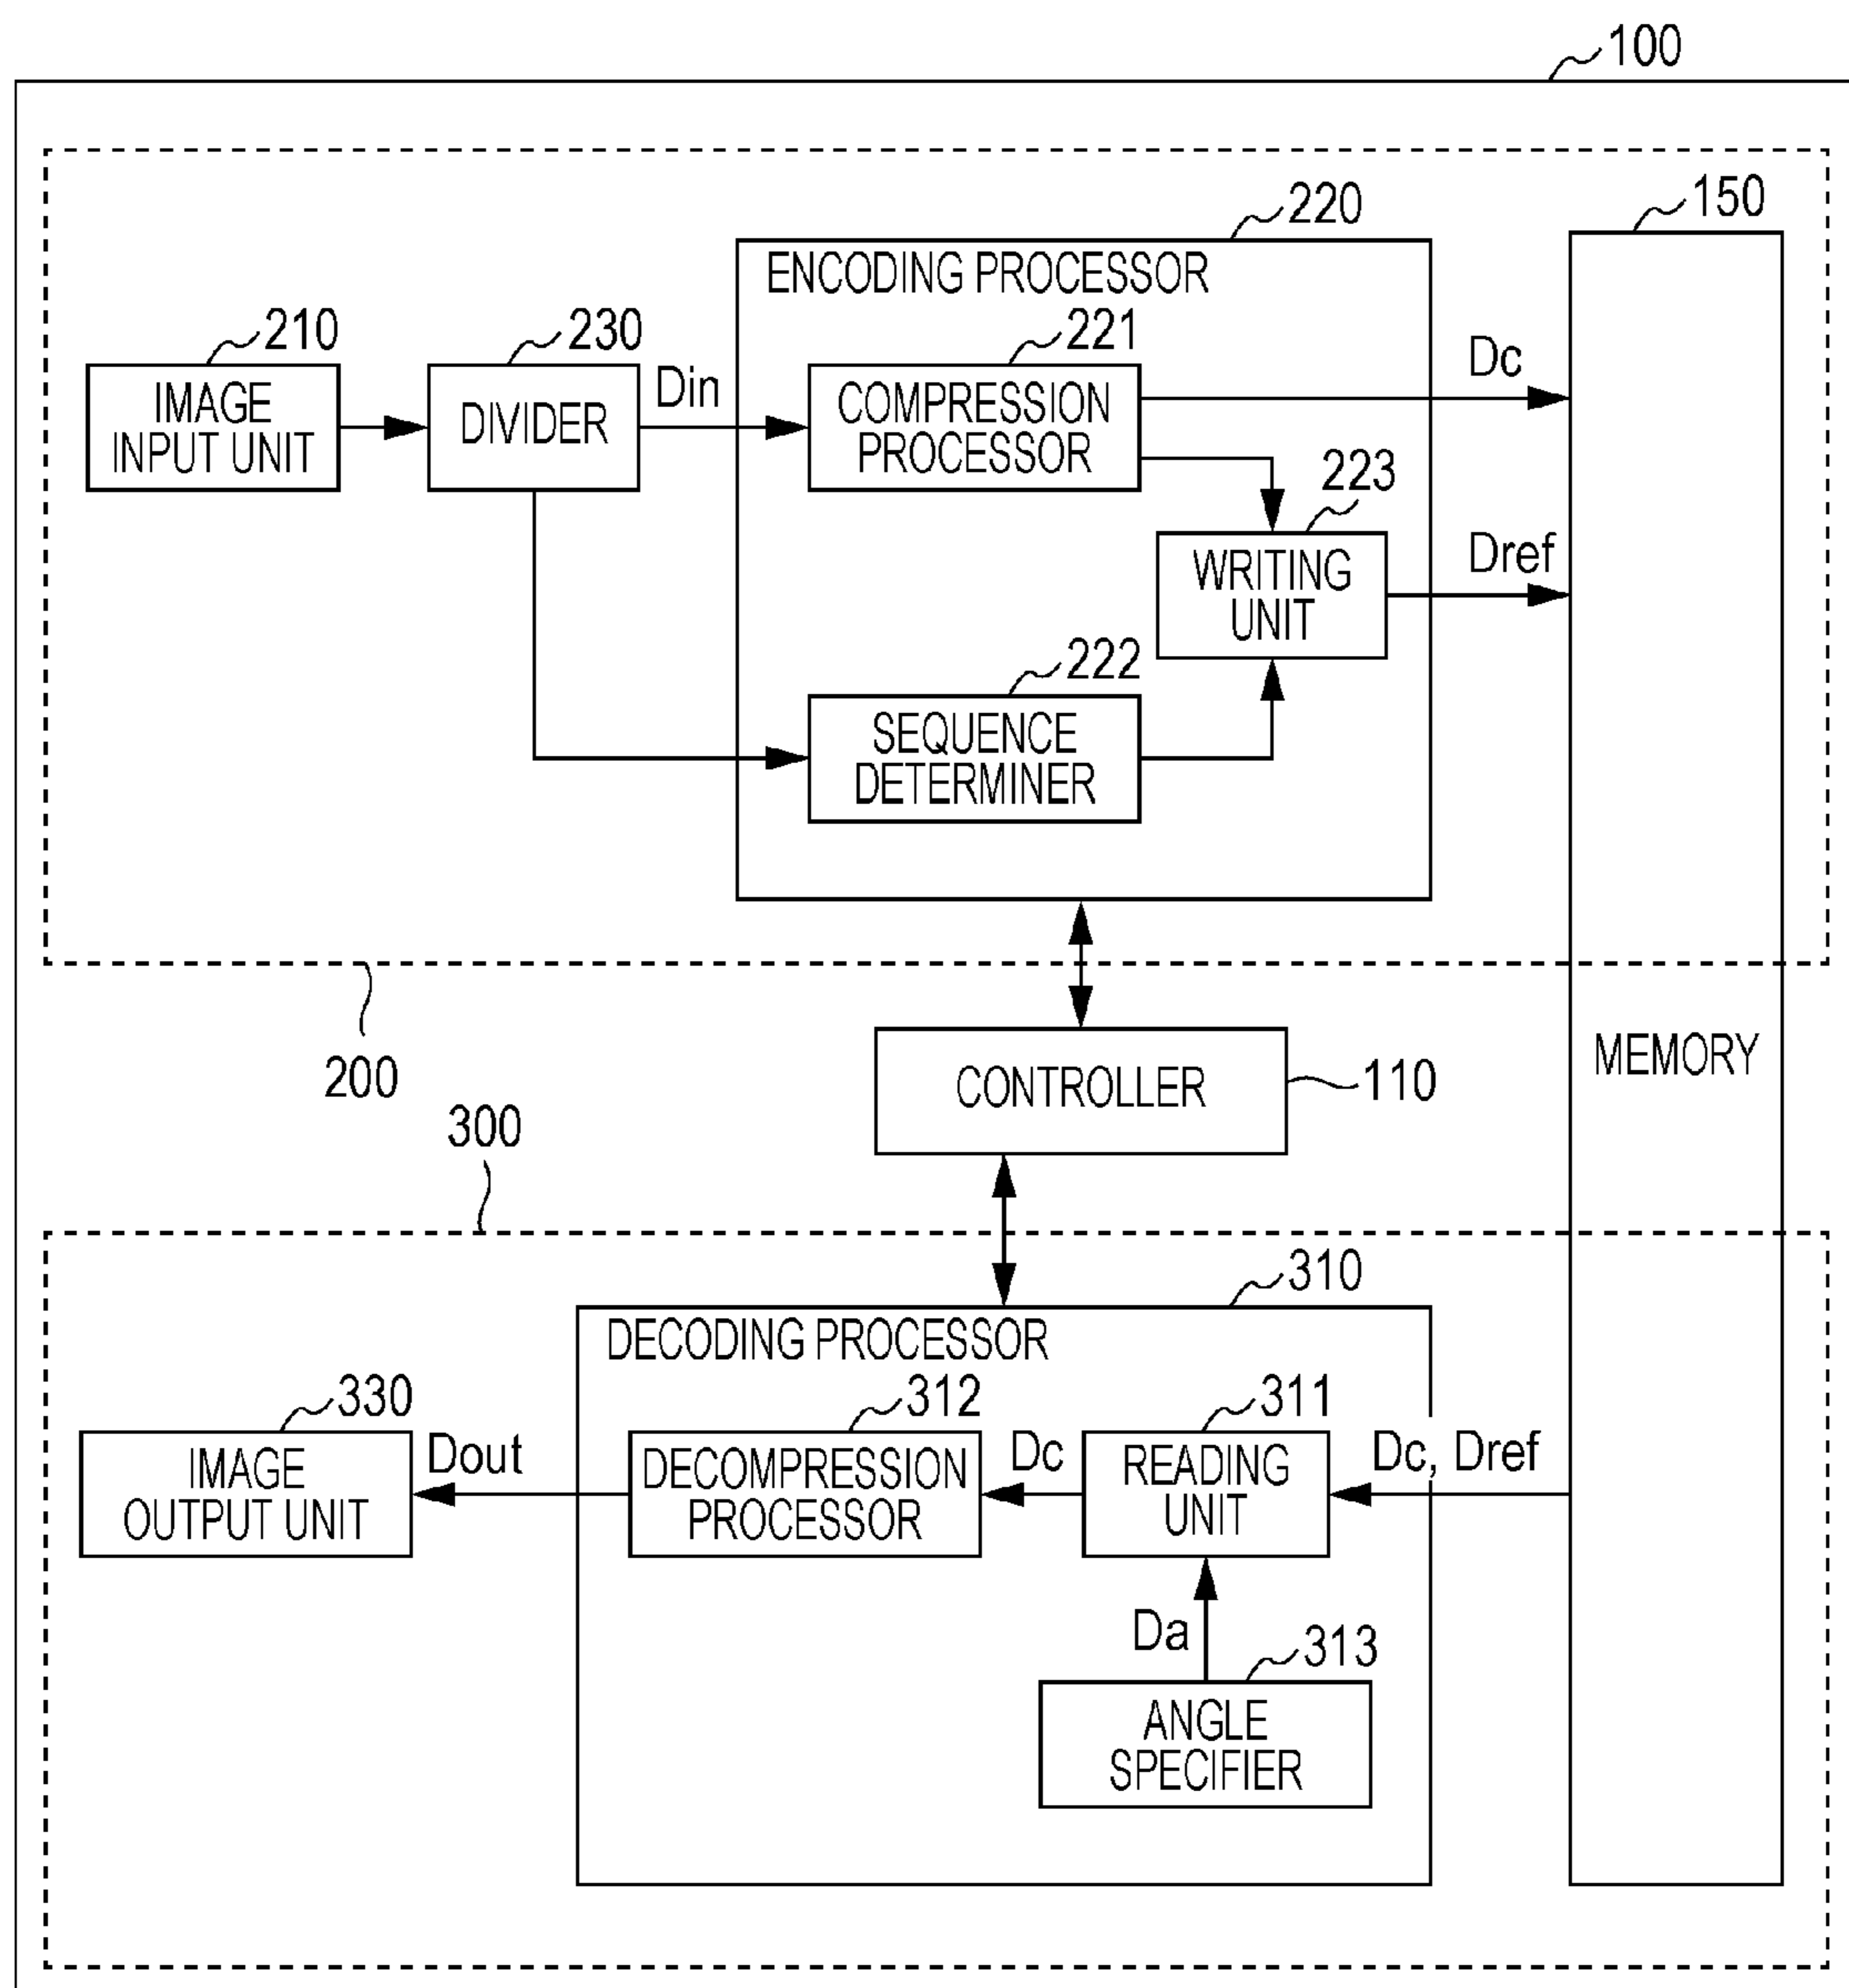 100
220
150
ENCODING PROCESSOR
210
230
221
IMAGE
INPUT UNIT
DIVIDER
Din
COMPRESSION
PROCESSOR
Dc
223
WRITING
UNIT
Dref
222
SEQUENCE
DETERMINER
200
CONTROLLER
110
MEMORY
300
310
DECODING PROCESSOR
330
312
311
IMAGE
OUTPUT UNIT
Dout
DECOMPRESSION
PROCESSOR
Dc
READING
UNIT
Dc, Dref
Da
313
ANGLE
SPECIFIER